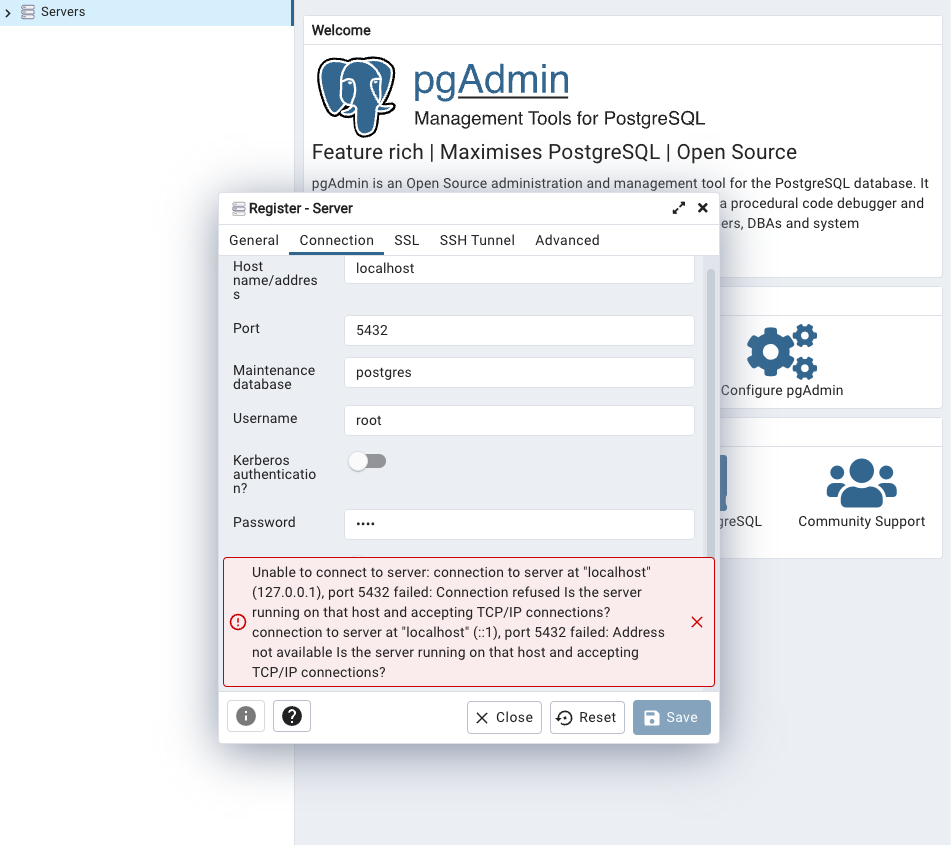 Servers
Welcome
pgAdmin
Management Tools for PostgreSQL
Feature rich | Maximises PostgreSQL | Open Source
pgAdmin is an Open Source administration and management tool for the PostgreSQL database. It
a procedural code debugger and
ers, DBAs and system
Register - Server
General Connection SSL SSH Tunnel Advanced
Host
name/addres
s
localhost
Port
5432
Maintenance
database
postgres
Username
root
Kerberos
authenticatio
n?
Password
••••
Unable to connect to server: connection to server at "localhost"
(127.0.0.1), port 5432 failed: Connection refused Is the server
running on that host and accepting TCP/IP connections?
connection to server at "localhost" (::1), port 5432 failed: Address
not available Is the server running on that host and accepting
TCP/IP connections?
Close Reset Save
Configure pgAdmin
greSQL
Community Support